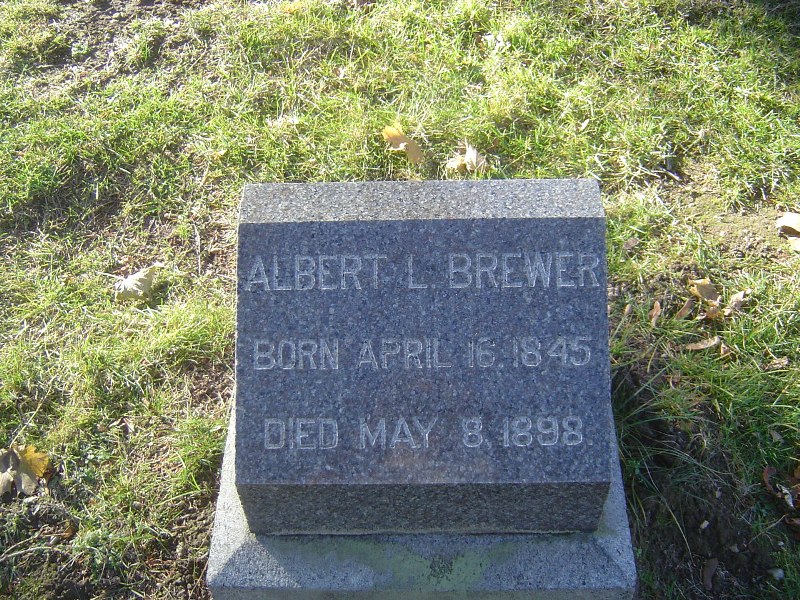 ALBERT L. BREWER
BORN APRIL 16. 1845
DIED MAY 8. 1898.